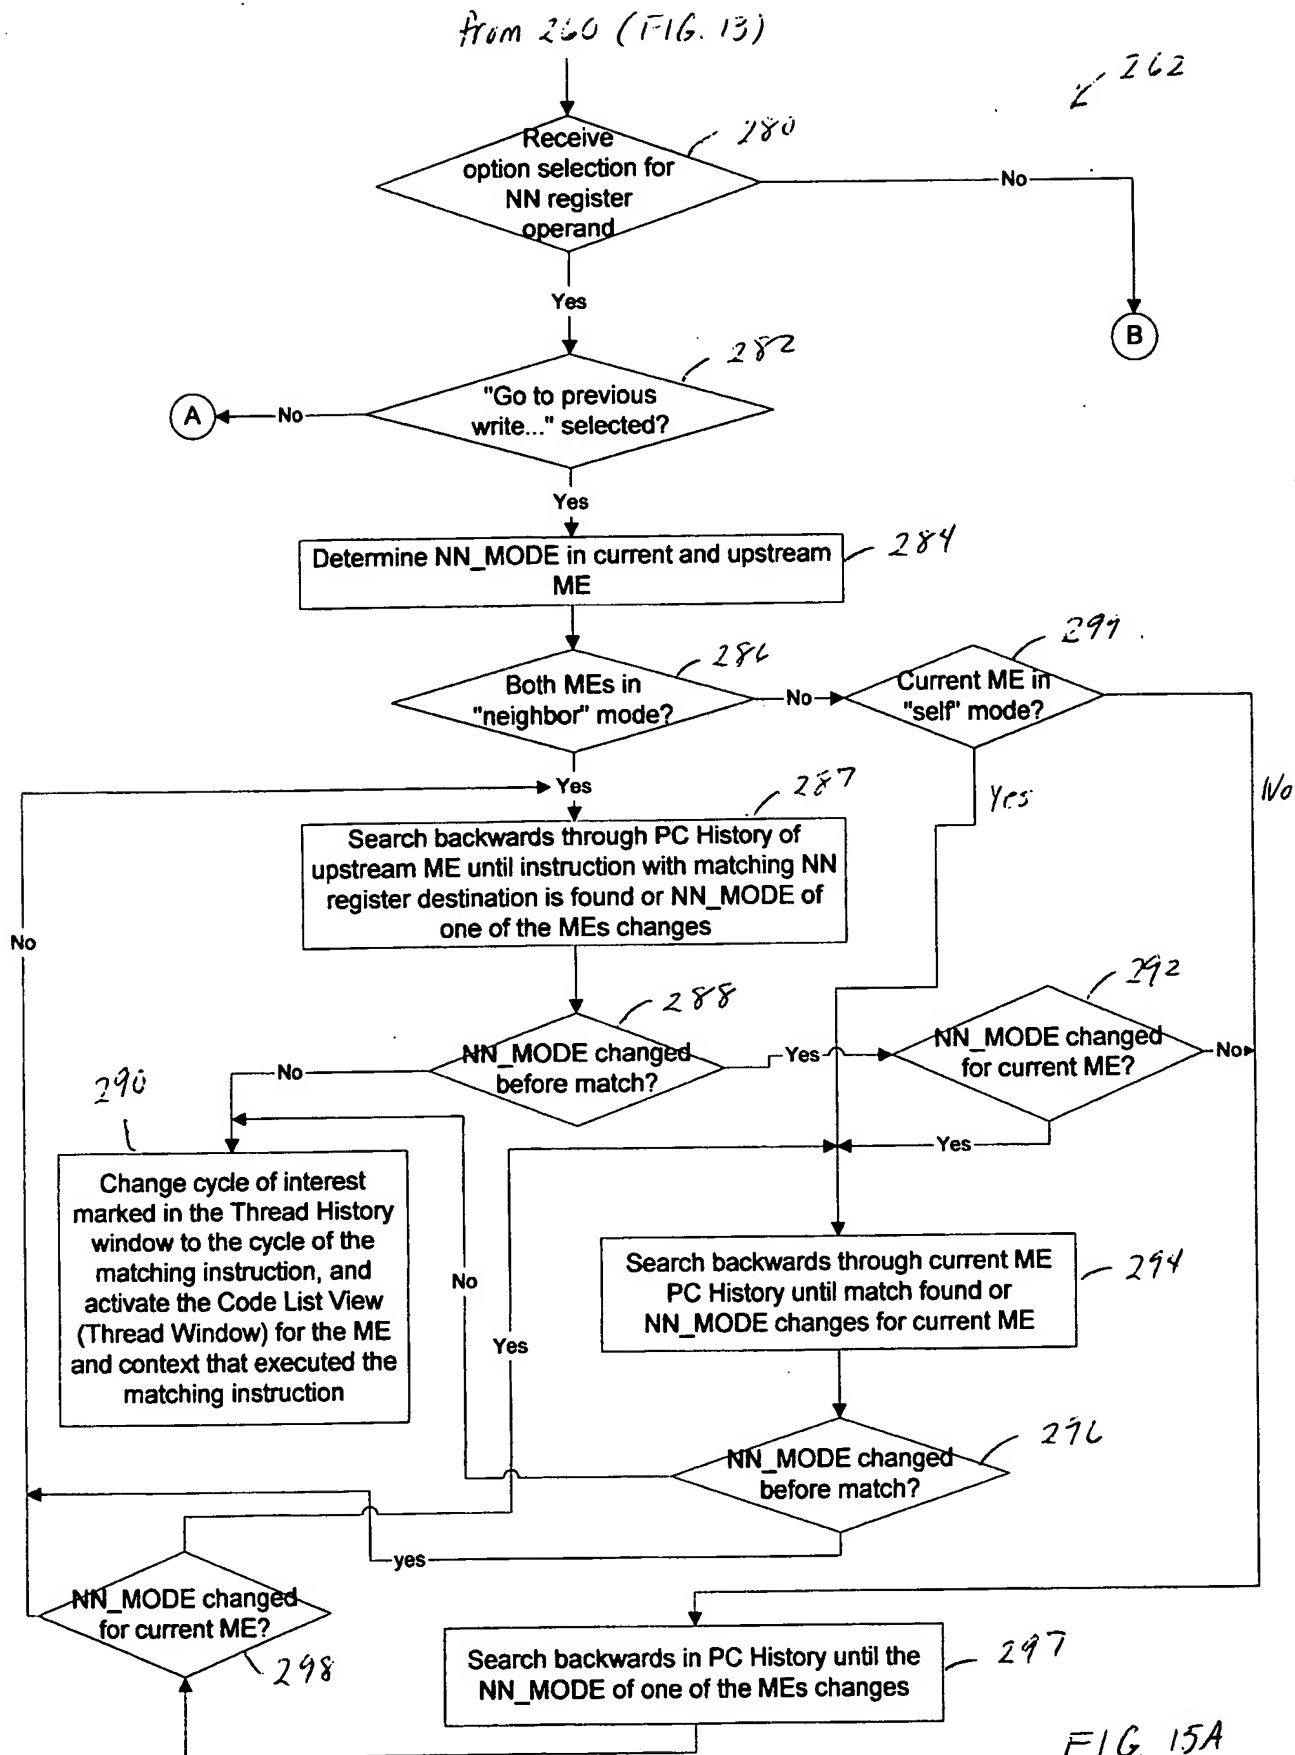 from 260 (FIG. 13)
262
Receive
option selection for
NN register
operand
280
No
B
Yes
"Go to previous
write..." selected?
282
No
A
Yes
Determine NN_MODE in current and upstream
ME
284
Both MEs in
"neighbor" mode?
286
No
Current ME in
"self" mode?
299
Yes
Yes
No
Search backwards through PC History of
upstream ME until instruction with matching NN
register destination is found or NN_MODE of
one of the MEs changes
287
No
NN_MODE changed
before match?
288
Yes
NN_MODE changed
for current ME?
292
No
No
290
Yes
Change cycle of interest
marked in the Thread History
window to the cycle of the
matching instruction, and
activate the Code List View
(Thread Window) for the ME
and context that executed the
matching instruction
No
Yes
Search backwards through current ME
PC History until match found or
NN_MODE changes for current ME
294
NN_MODE changed
before match?
296
yes
NN_MODE changed
for current ME?
298
Search backwards in PC History until the
NN_MODE of one of the MEs changes
297
FIG. 15A